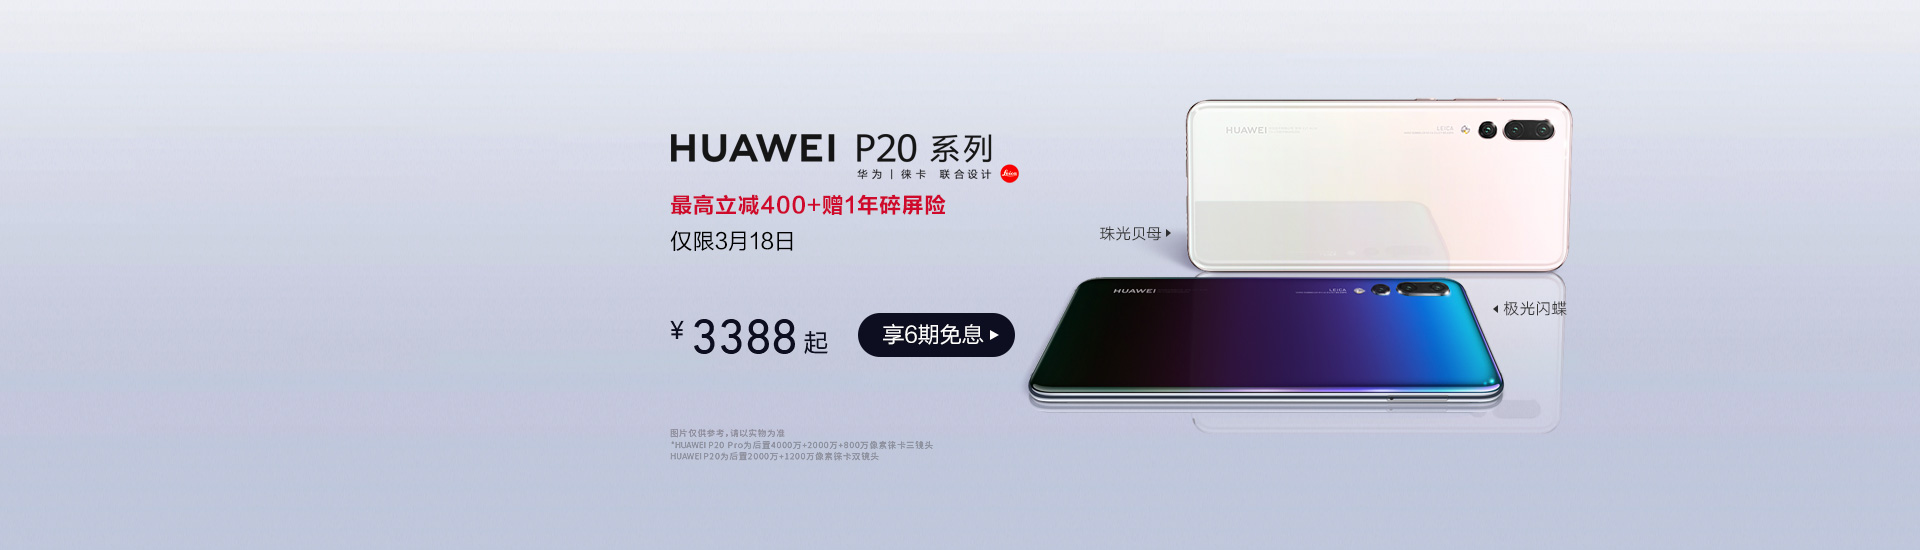 HUAWEI P20 系列
华为 | 徕卡 联合设计
Leica
最高立减400+赠1年碎屏险
仅限3月18日
¥ 3388 起
享6期免息
图片仅供参考，请以实物为准
*HUAWEI P20 Pro为后置4000万+2000万+800万像素徕卡三镜头
HUAWEI P20为后置2000万+1200万像素徕卡双镜头
HUAWEI
LEICA
珠光贝母
HUAWEI
LEICA
极光闪蝶